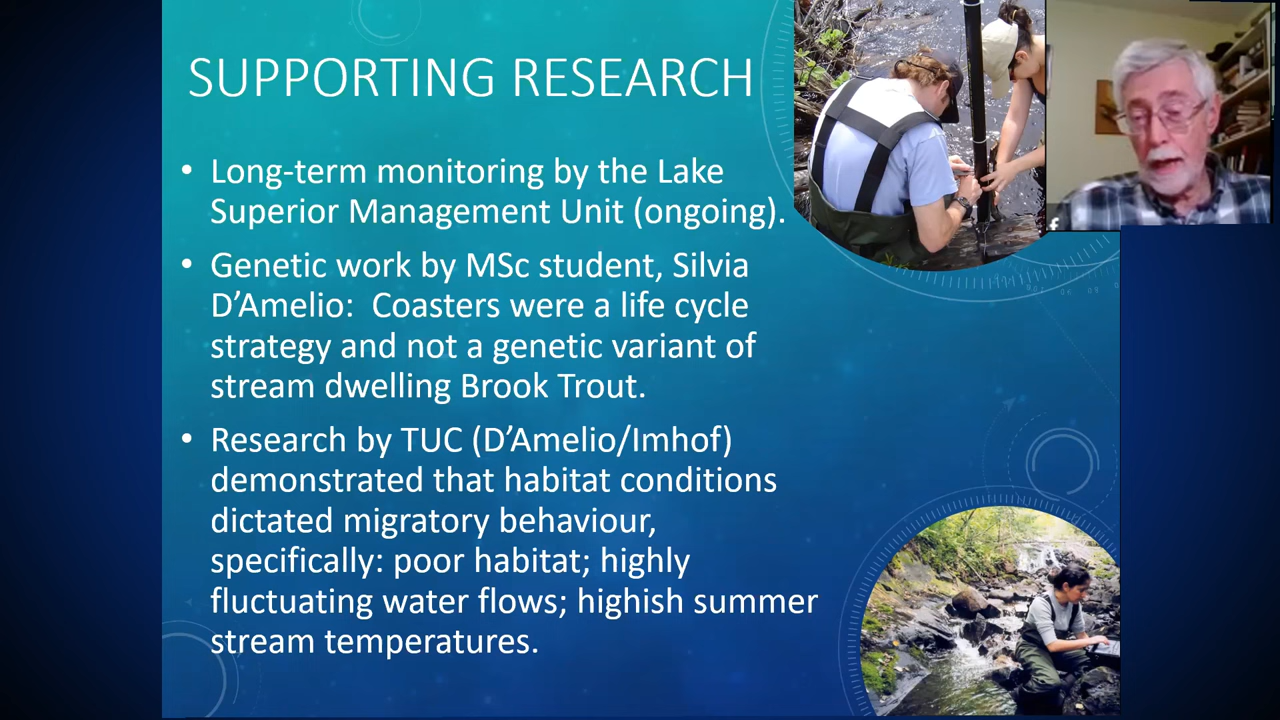 SUPPORTING RESEARCH
• Long-term monitoring by the Lake
Superior Management Unit (ongoing).
• Genetic work by MSc student, Silvia
D’Amelio:  Coasters were a life cycle
strategy and not a genetic variant of
stream dwelling Brook Trout.
• Research by TUC (D’Amelio/Imhof)
demonstrated that habitat conditions
dictated migratory behaviour,
specifically: poor habitat; highly
fluctuating water flows; highish summer
stream temperatures.